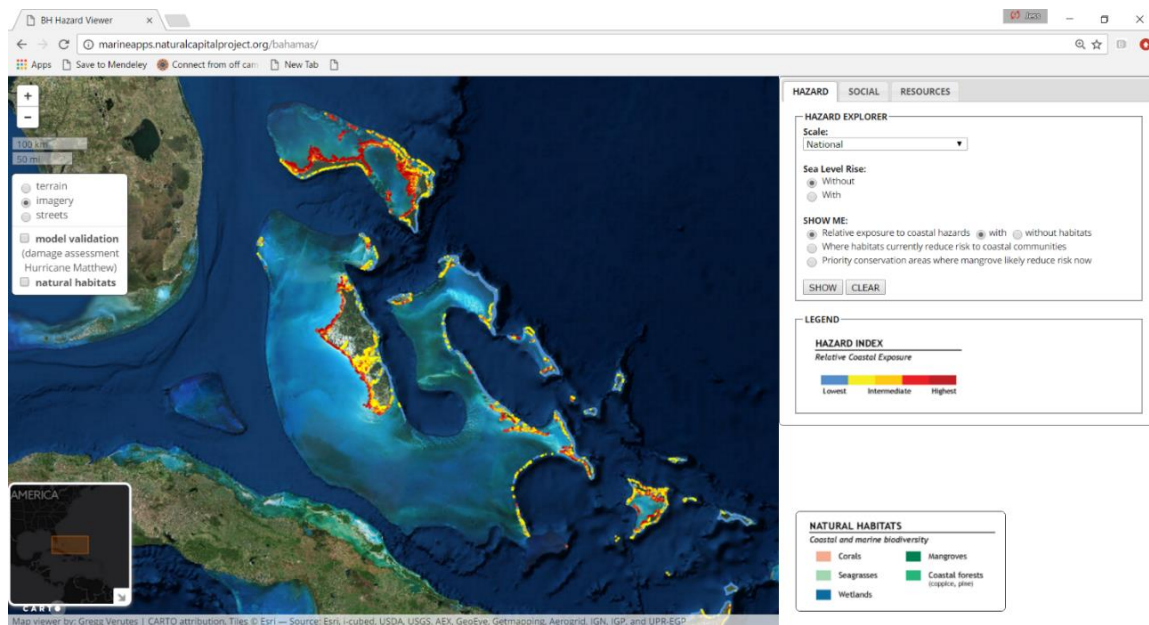 BH Hazard Viewer
Jess
marineapps.naturalcapitalproject.org/bahamas/
Apps Save to Mendeley Connect from off cam New Tab
+
−
100 km
50 mi
terrain
imagery
streets
model validation
(damage assessment
Hurricane Matthew)
natural habitats
AMERICA
CARTO
Map viewer by: Gregg Verutes | CARTO attribution, Tiles © Esri — Source: Esri, i-cubed, USDA, USGS, AEX, GeoEye, Getmapping, Aerogrid, IGN, IGP, and UPR-EGP
HAZARD SOCIAL RESOURCES
HAZARD EXPLORER
Scale:
National
Sea Level Rise:
Without
With
SHOW ME:
Relative exposure to coastal hazards with without habitats
Where habitats currently reduce risk to coastal communities
Priority conservation areas where mangrove likely reduce risk now
SHOW CLEAR
LEGEND
HAZARD INDEX
Relative Coastal Exposure
Lowest Intermediate Highest
NATURAL HABITATS
Coastal and marine biodiversity
Corals Mangroves
Seagrasses Coastal forests
(coppice, pine)
Wetlands